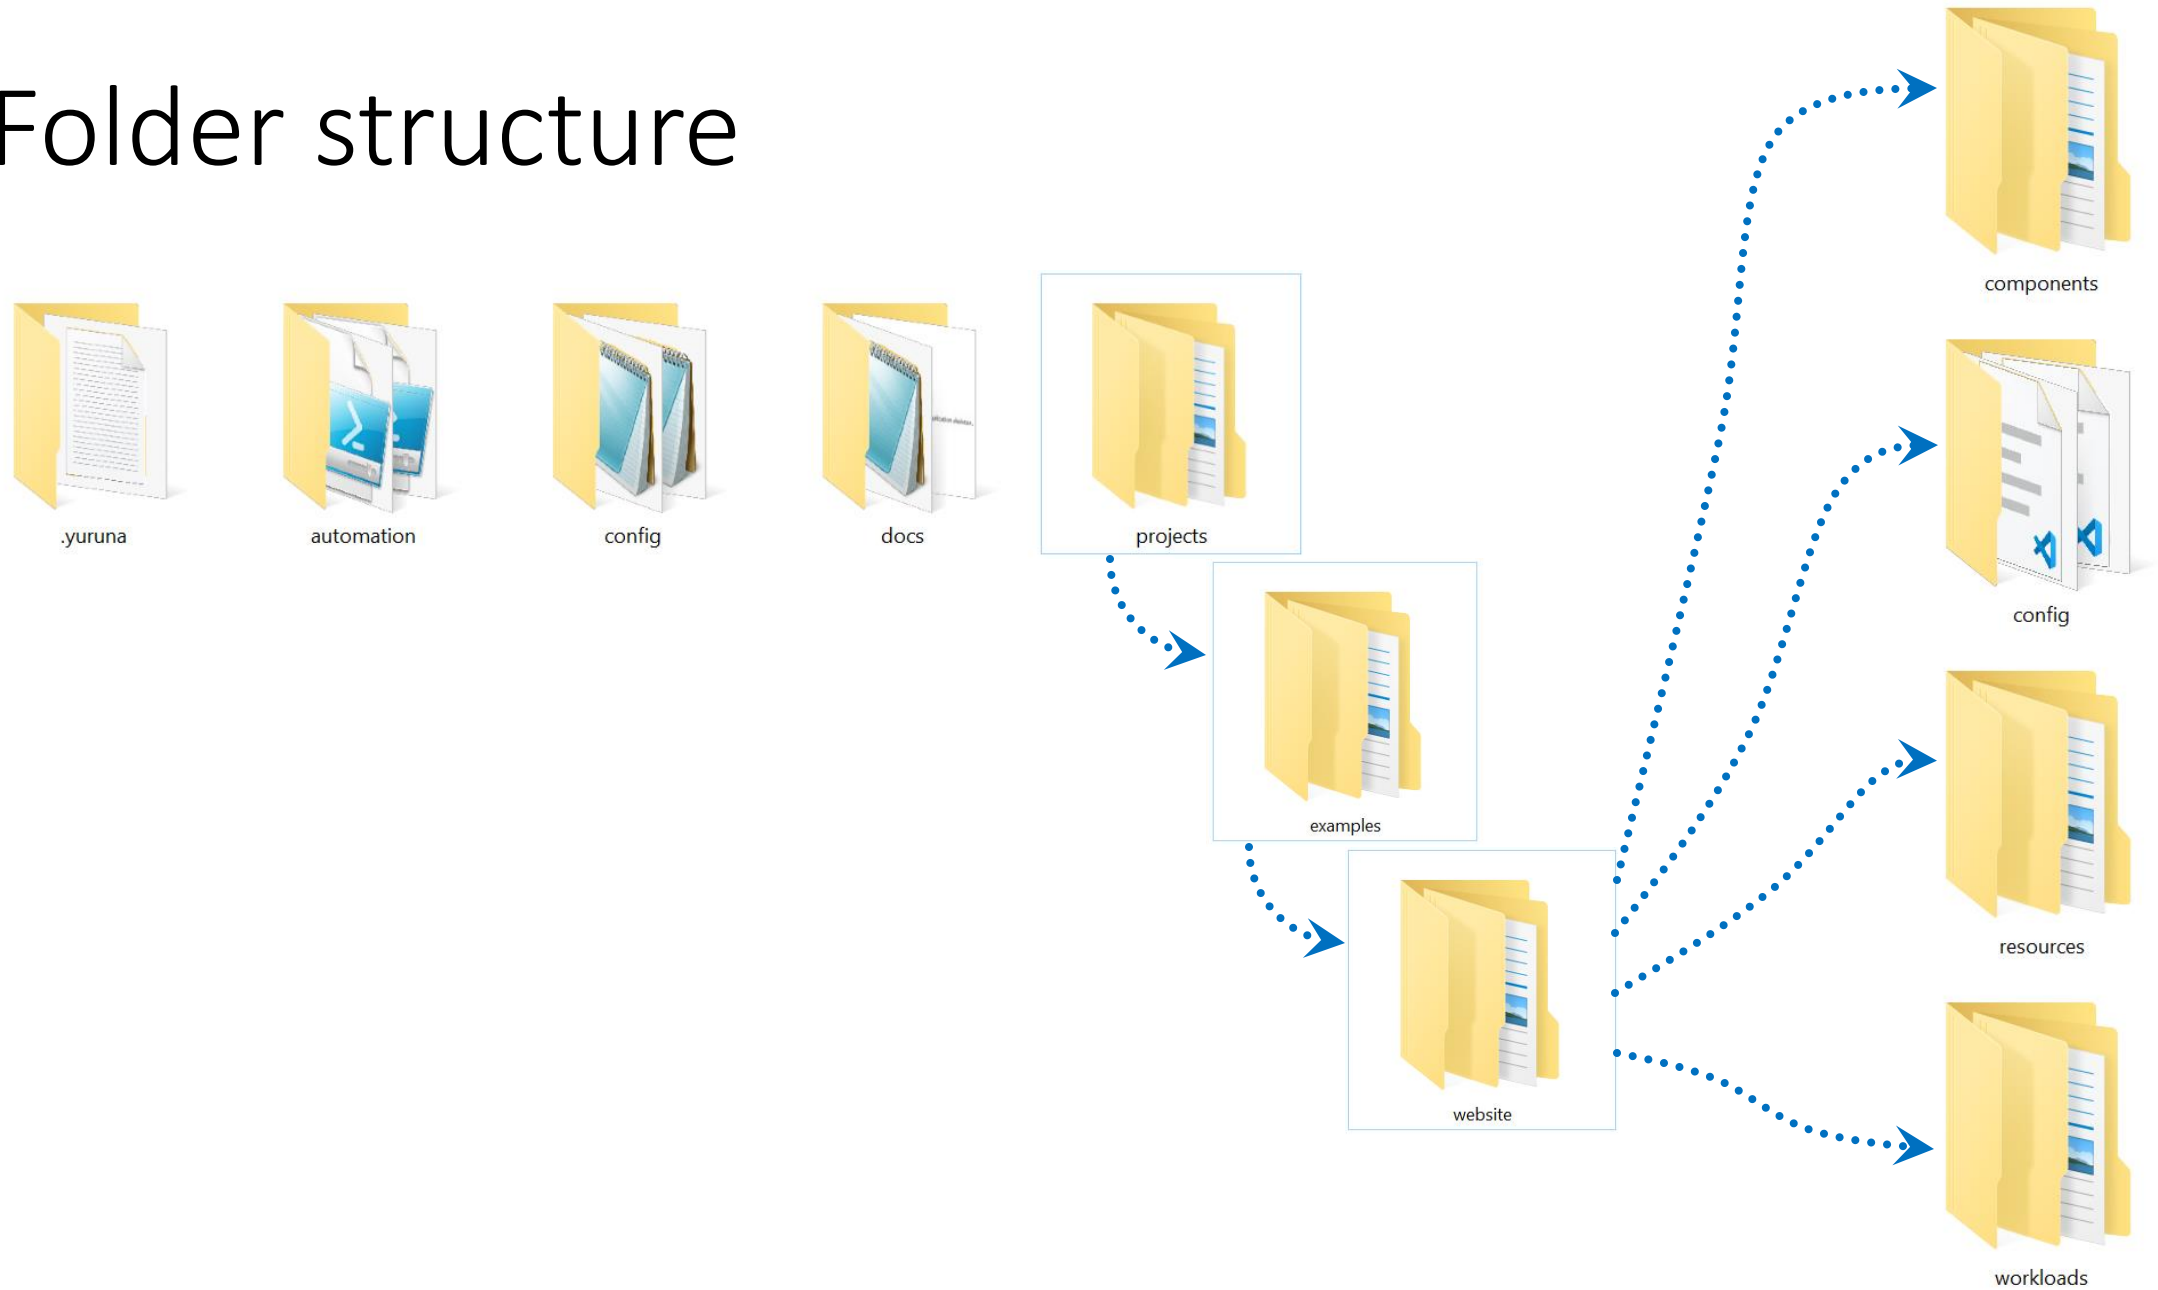 Folder structure
.yuruna
automation
config
docs
projects
examples
website
components
config
resources
workloads